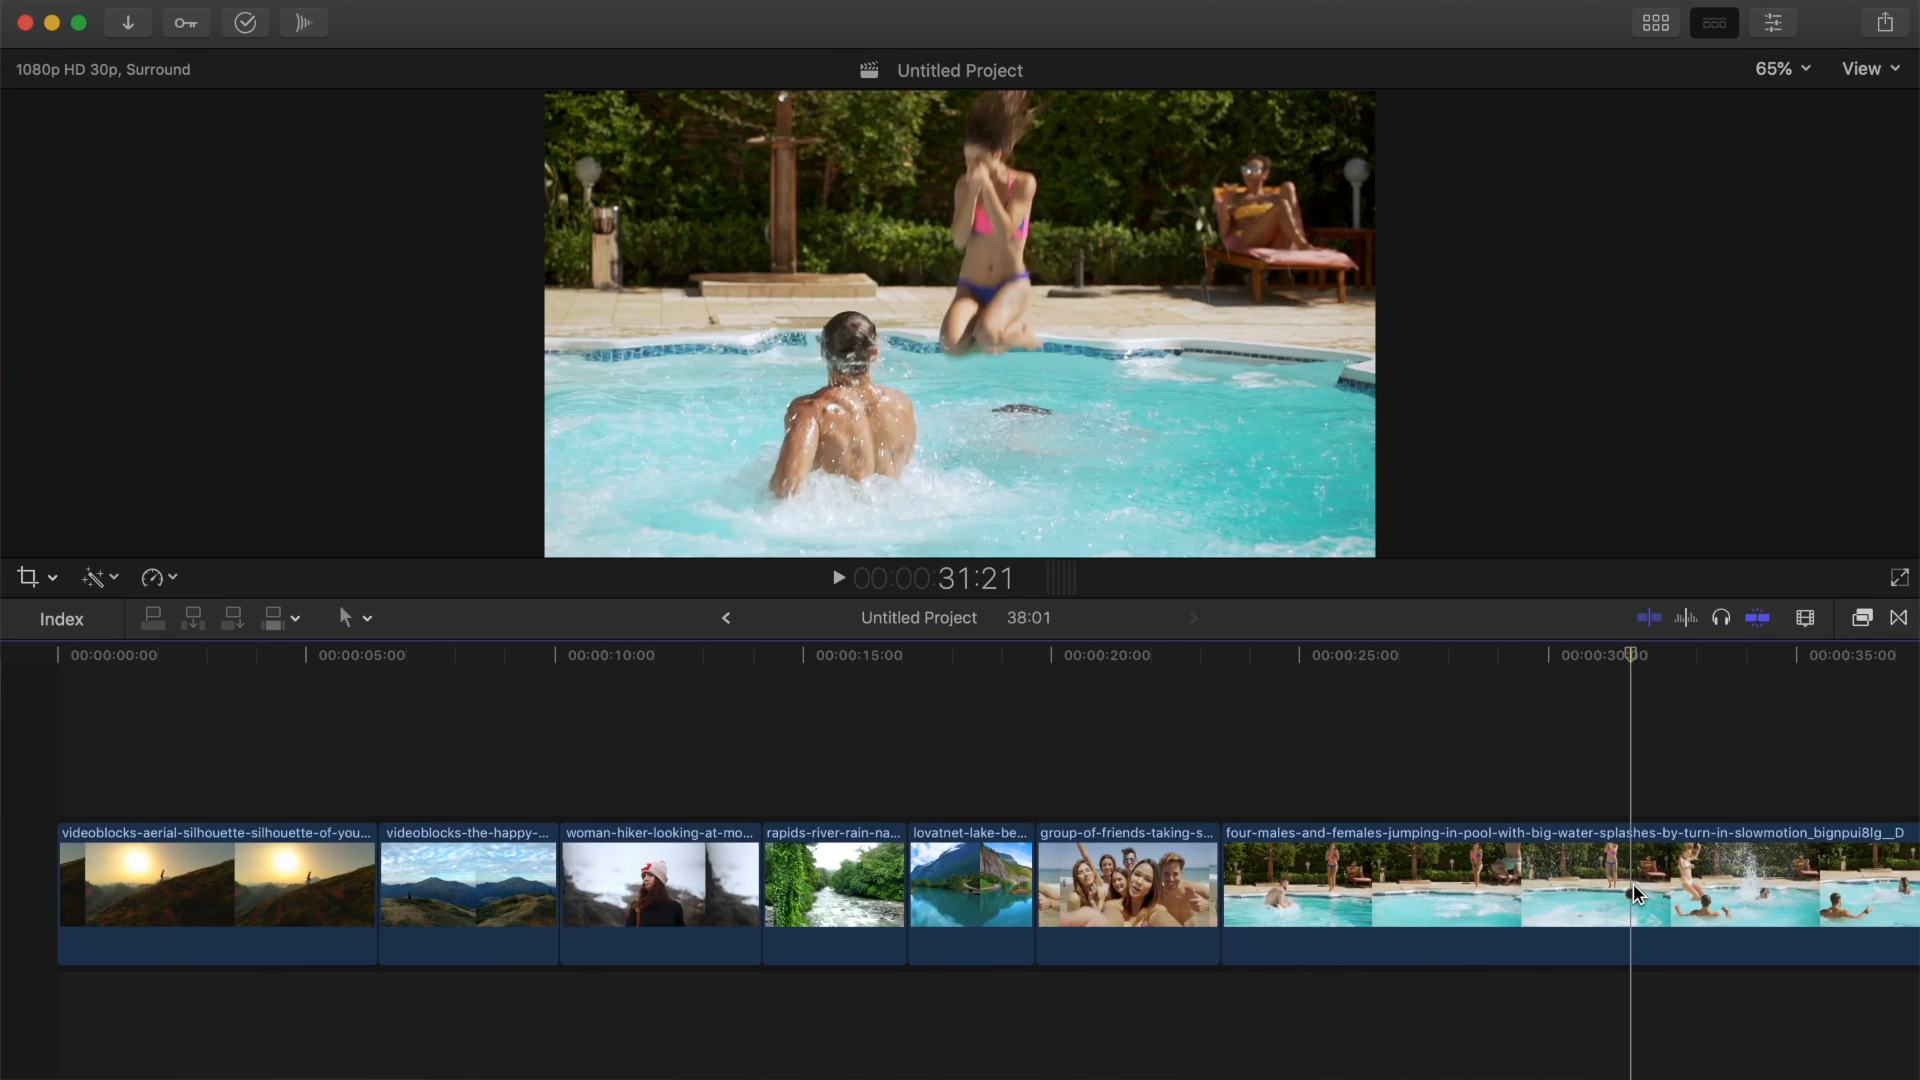 1080p HD 30p, Surround
Untitled Project
65%
View
00:00:31:21
Index
Untitled Project
38:01
00:00:00:00
00:00:05:00
00:00:10:00
00:00:15:00
00:00:20:00
00:00:25:00
00:00:30:00
00:00:35:00
videoblocks-aerial-silhouette-silhouette-of-you...
videoblocks-the-happy-...
woman-hiker-looking-at-mo...
rapids-river-rain-na...
lovatnet-lake-be...
group-of-friends-taking-s...
four-males-and-females-jumping-in-pool-with-big-water-splashes-by-turn-in-slowmotion_bignpui8lg__D